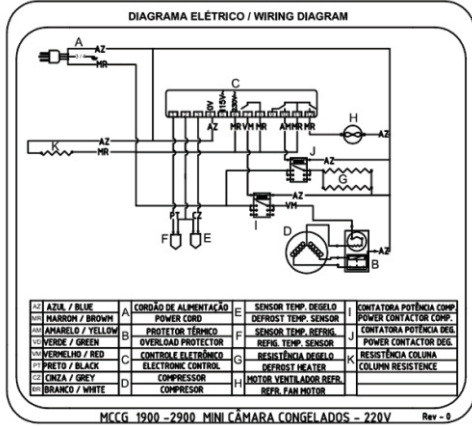 DIAGRAMA ELÉTRICO / WIRING DIAGRAM
A
AZ
MR
C
0V
115V
230V
H
AZ MR VM MR AM MR MR AZ
K AZ
MR
J
AZ
G
AZ
VM
PT CZ
I
F E
D
AZ
B
AZ AZUL / BLUE
MR MARROM / BROWM
AM AMARELO / YELLOW
VD VERDE / GREEN
VM VERMELHO / RED
PT PRETO / BLACK
CZ CINZA / GREY
BR BRANCO / WHITE
A CORDÃO DE ALIMENTAÇÃO
POWER CORD
B PROTETOR TÉRMICO
OVERLOAD PROTECTOR
C CONTROLE ELETRÔNICO
ELECTRONIC CONTROL
D COMPRESSOR
COMPRESOR
E SENSOR TEMP. DEGELO
DEFROST TEMP. SENSOR
F SENSOR TEMP. REFRIG.
REFIG. TEMP. SENSOR
G RESISTÊNCIA DEGELO
DEFROST HEATER
H MOTOR VENTILADOR REFR.
REFR. FAN MOTOR
I CONTATORA POTÊNCIA COMP.
POWER CONTACTOR COMP.
J CONTATORA POTÊNCIA DEG.
POWER CONTACTOR DEG.
K RESISTÊNCIA COLUNA
COLUMN RESISTENCE
MCCG 1900 -2900 MINI CÂMARA CONGELADOS - 220V Rev - 0